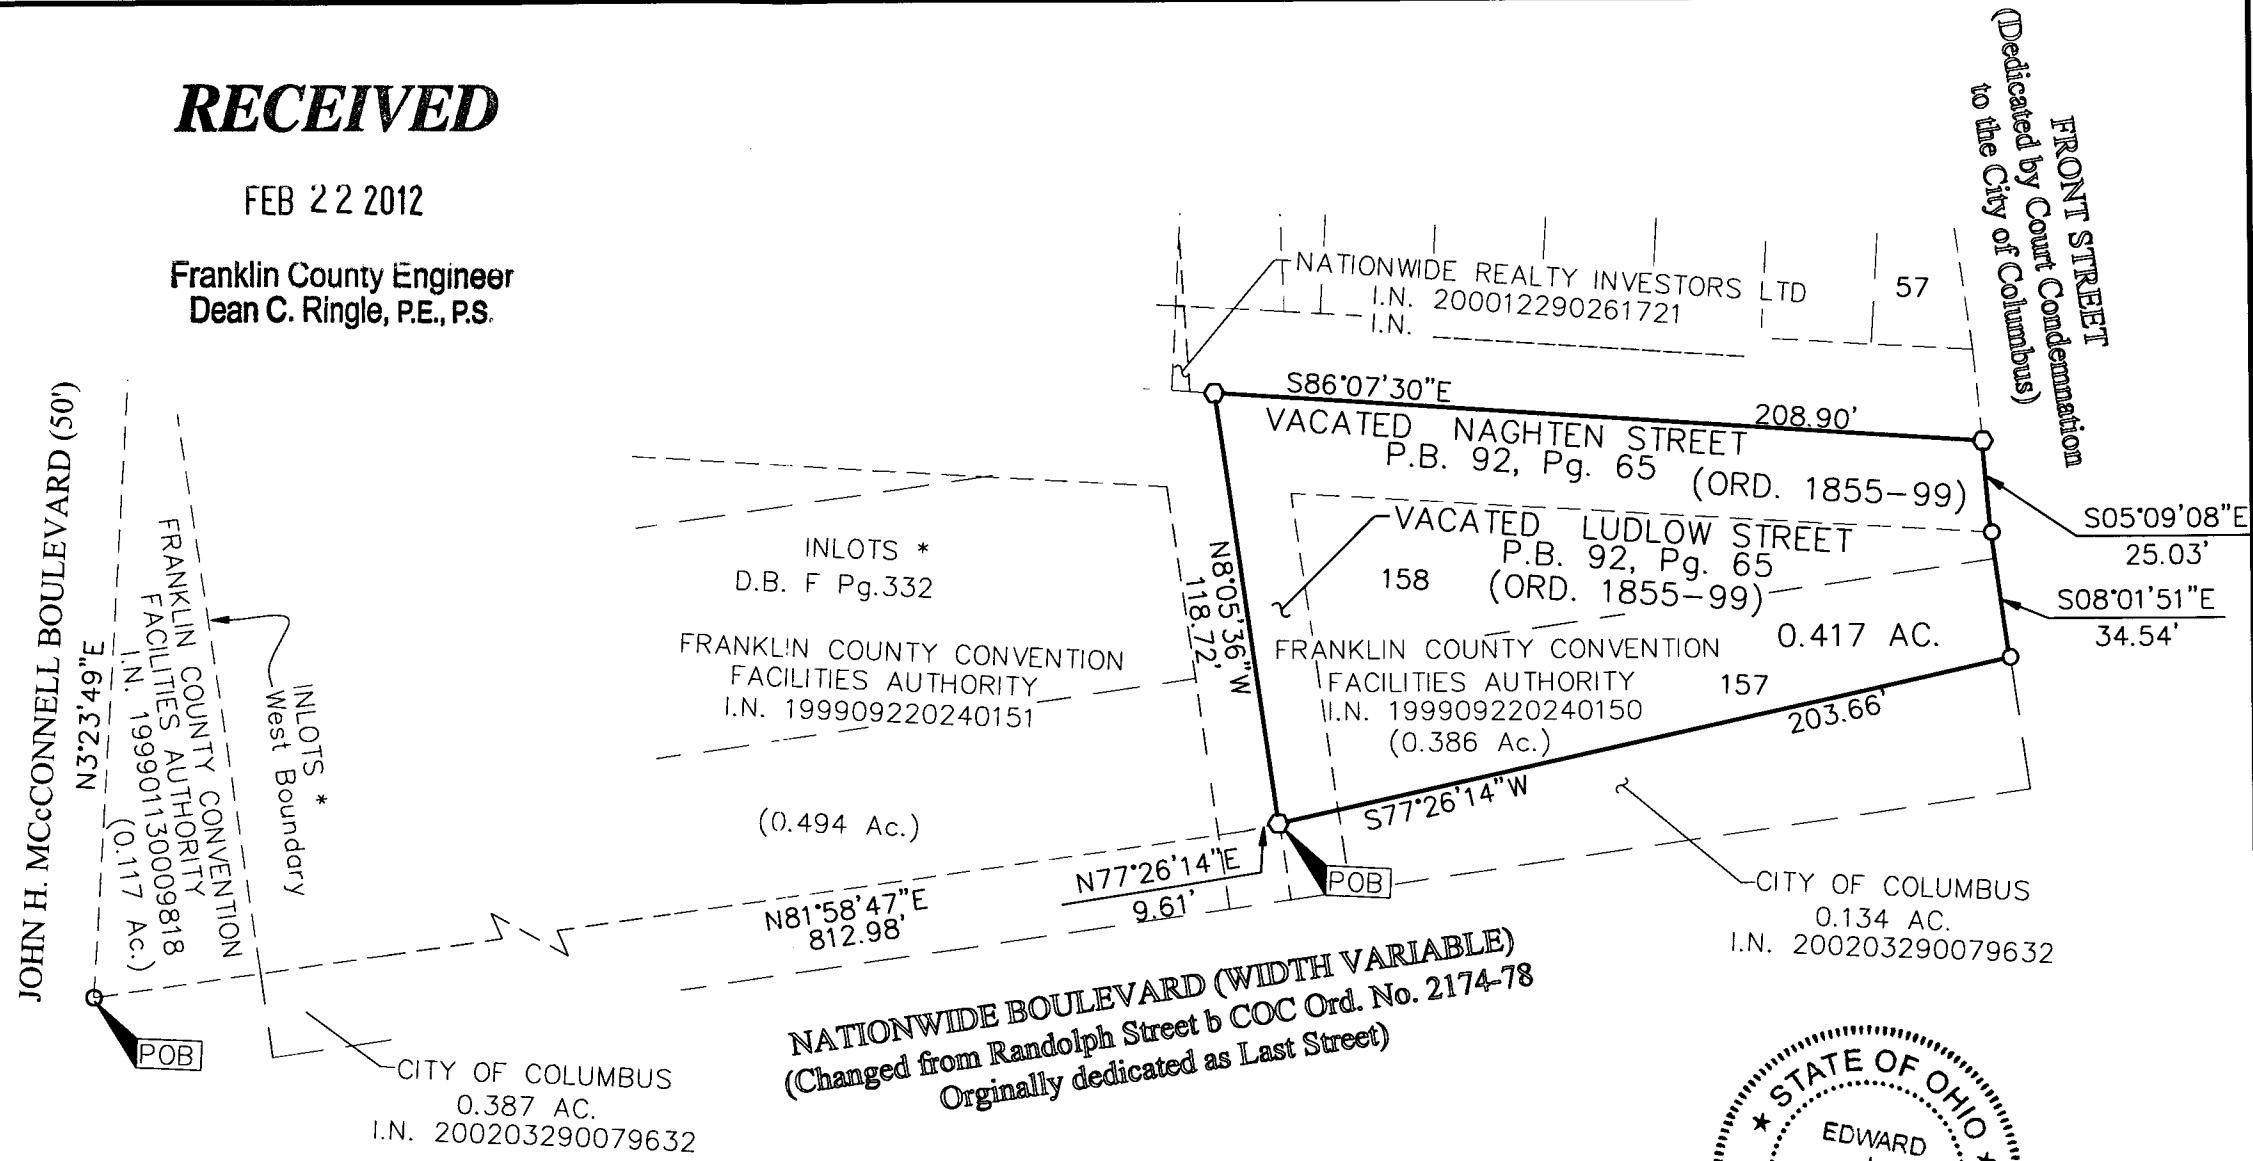 RECEIVED
FEB 22 2012
Franklin County Engineer
Dean C. Ringle, P.E., P.S.
FRONT STREET
(Dedicated by Court Condemnation
to the City of Columbus)
NATIONWIDE REALTY INVESTORS LTD
I.N. 200012290261721
I.N.
57
S86°07'30"E
208.90'
VACATED NAGHTEN STREET
P.B. 92, Pg. 65 (ORD. 1855-99)
S05°09'08"E
25.03'
S08°01'51"E
34.54'
VACATED LUDLOW STREET
P.B. 92, Pg. 65
(ORD. 1855-99)
158
N8°05'36"W
118.72'
0.417 AC.
FRANKLIN COUNTY CONVENTION
FACILITIES AUTHORITY
I.N. 199909220240150
(0.386 Ac.)
157
203.66'
S77°26'14"W
INLOTS *
D.B. F Pg.332
FRANKLIN COUNTY CONVENTION
FACILITIES AUTHORITY
I.N. 199909220240151
(0.494 Ac.)
JOHN H. MCcCONNELL BOULEVARD (50')
N3°23'49"E
FRANKLIN COUNTY CONVENTION
FACILITIES AUTHORITY
I.N. 199901130009818
(0.117 Ac.)
INLOTS *
West Boundary
N81°58'47"E
812.98'
N77°26'14"E
9.61'
POB
POB
CITY OF COLUMBUS
0.134 AC.
I.N. 200203290079632
NATIONWIDE BOULEVARD (WIDTH VARIABLE)
(Changed from Randolph Street b COC Ord. No. 2174-78
Orginally dedicated as Last Street)
CITY OF COLUMBUS
0.387 AC.
I.N. 200203290079632
★ STATE OF OHIO ★
EDWARD